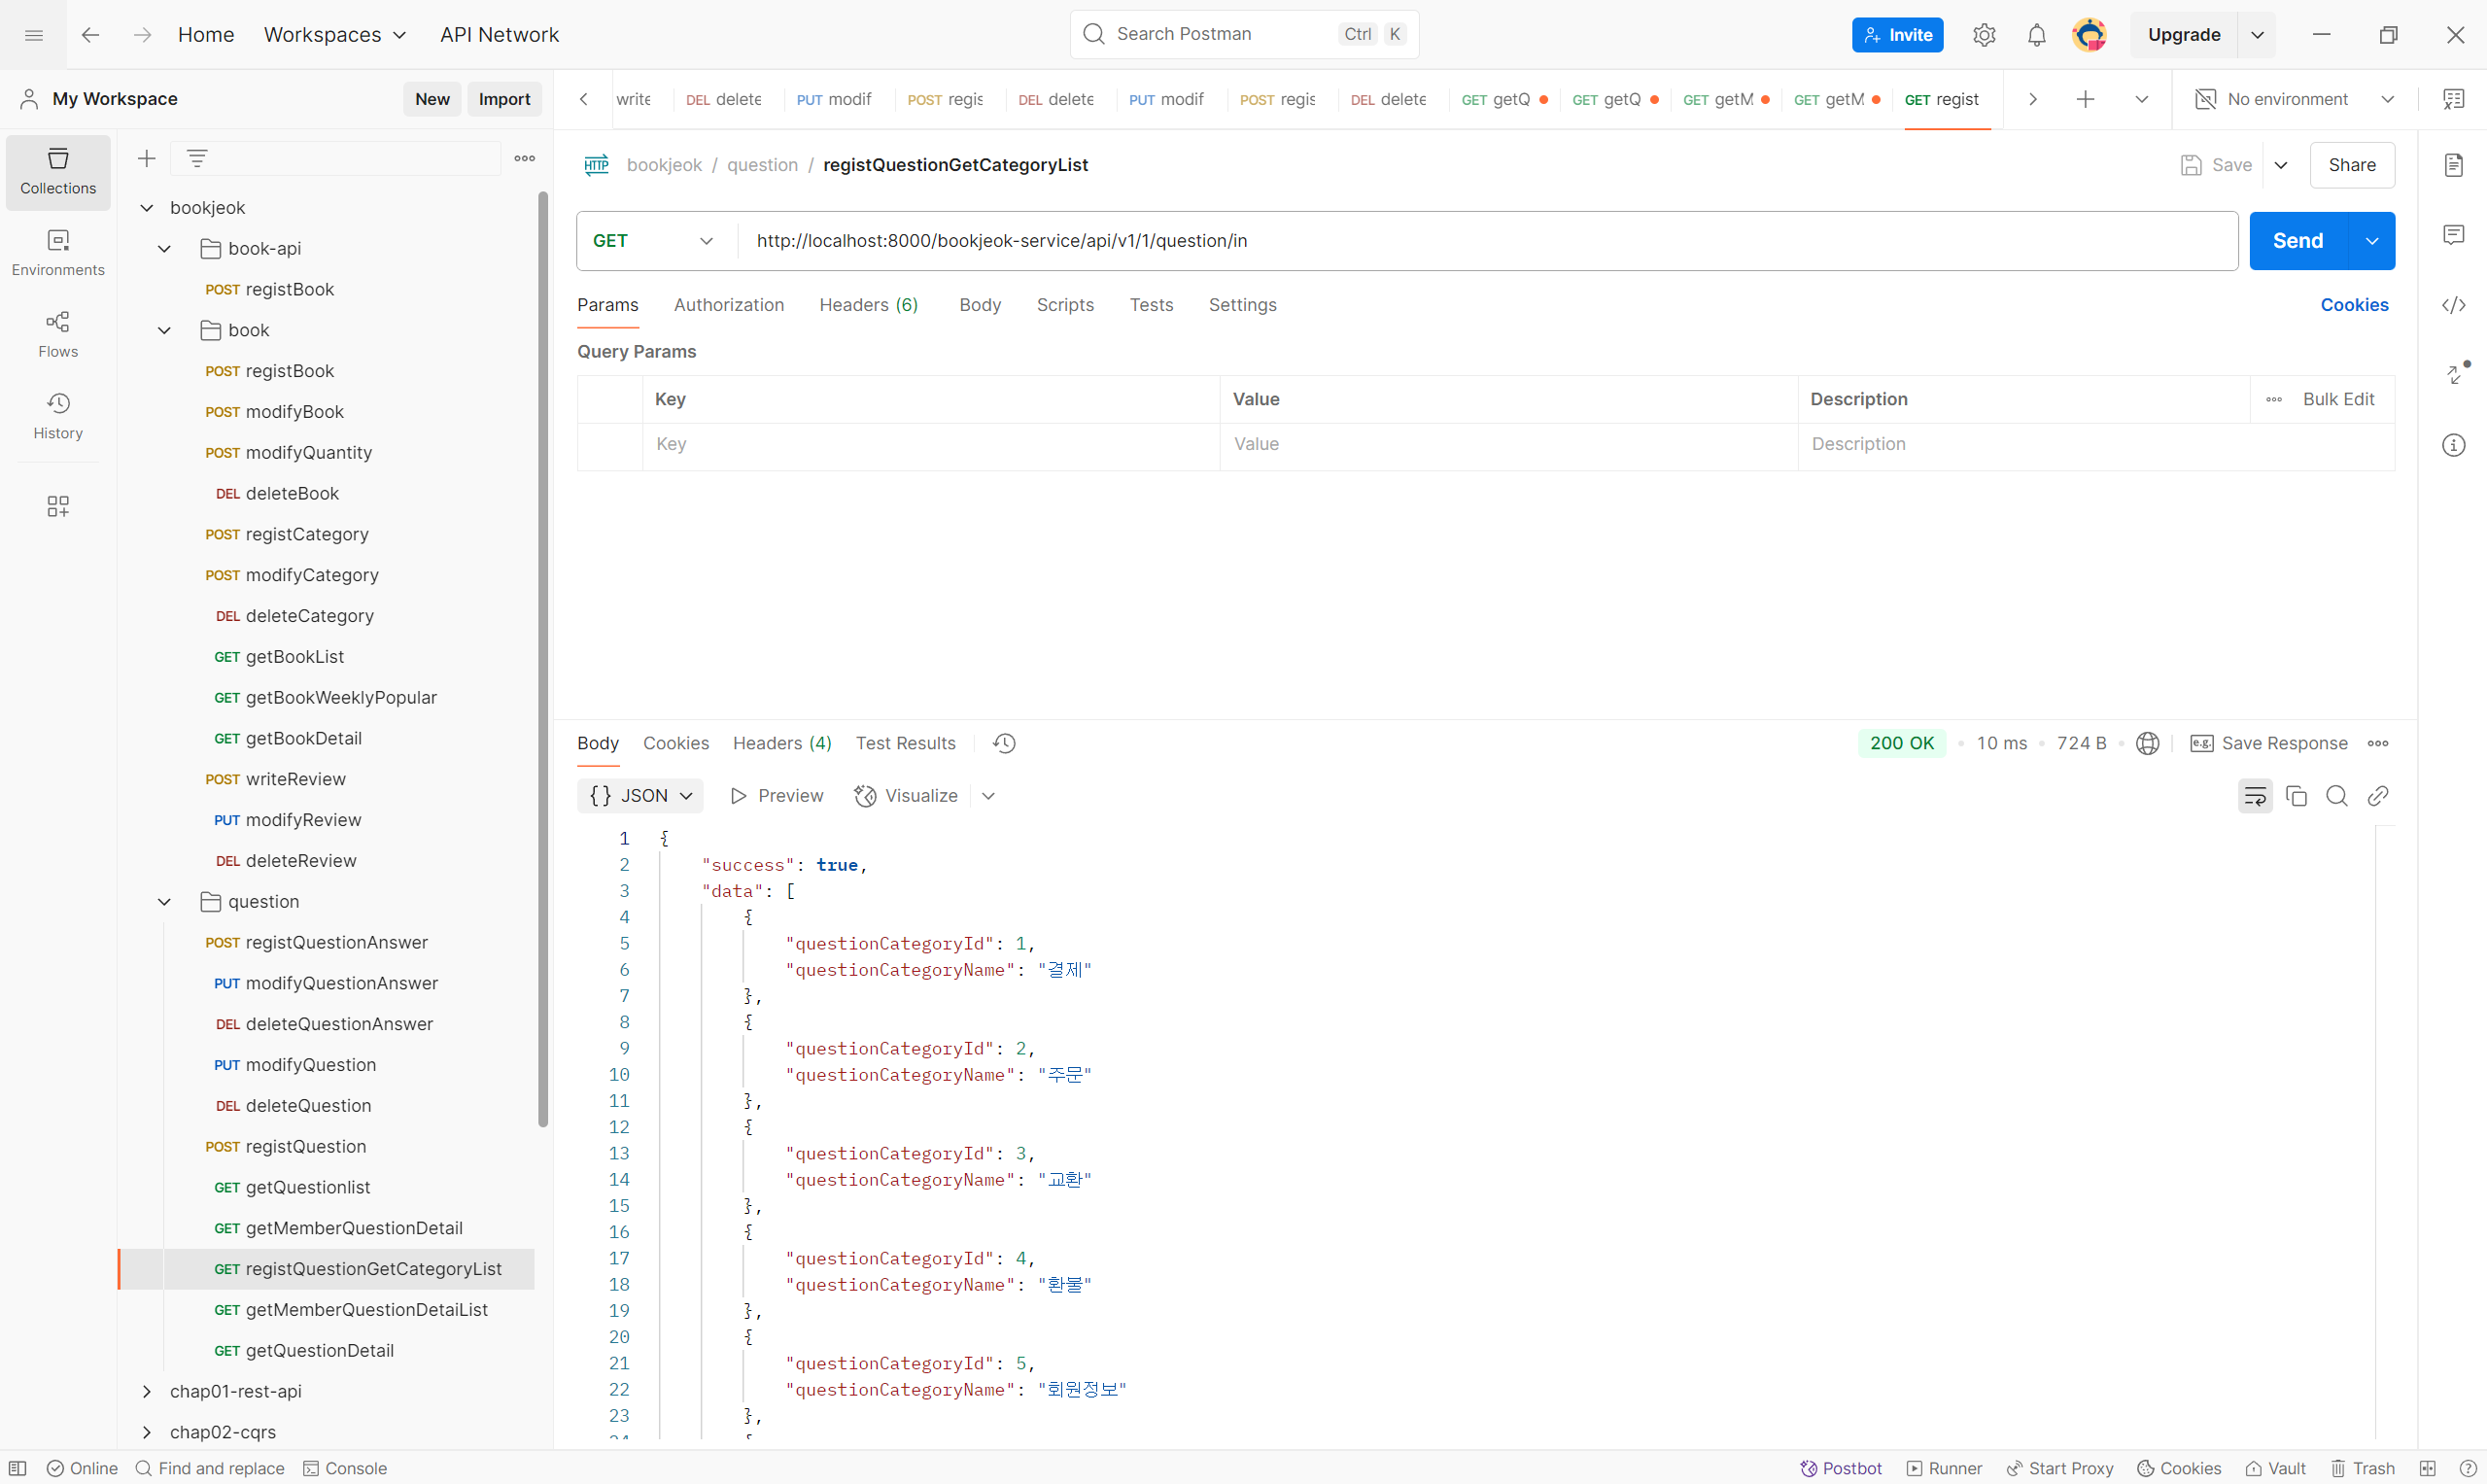 Home Workspaces API Network Search Postman Ctrl K Invite Upgrade
My Workspace New Import
write DEL delete PUT modif POST regis DEL delete PUT modif POST regis DEL delete GET getQ GET getQ GET getM GET getM GET regist No environment
Collections
Environments
Flows
History
bookjeok
book-api
POST registBook
book
POST registBook
POST modifyBook
POST modifyQuantity
DEL deleteBook
POST registCategory
POST modifyCategory
DEL deleteCategory
GET getBookList
GET getBookWeeklyPopular
GET getBookDetail
POST writeReview
PUT modifyReview
DEL deleteReview
question
POST registQuestionAnswer
PUT modifyQuestionAnswer
DEL deleteQuestionAnswer
PUT modifyQuestion
DEL deleteQuestion
POST registQuestion
GET getQuestionlist
GET getMemberQuestionDetail
GET registQuestionGetCategoryList
GET getMemberQuestionDetaiList
GET getQuestionDetail
chap01-rest-api
chap02-cqrs
HTTP bookjeok / question / registQuestionGetCategoryList Save Share
GET http://localhost:8000/bookjeok-service/api/v1/1/question/in Send
Params Authorization Headers (6) Body Scripts Tests Settings Cookies
Query Params
Key Value Description Bulk Edit
Key Value Description
Body Cookies Headers (4) Test Results 200 OK 10 ms 724 B e.g. Save Response
{} JSON Preview Visualize
1 {
2 "success": true,
3 "data": [
4 {
5 "questionCategoryId": 1,
6 "questionCategoryName": "결제"
7 },
8 {
9 "questionCategoryId": 2,
10 "questionCategoryName": "주문"
11 },
12 {
13 "questionCategoryId": 3,
14 "questionCategoryName": "교환"
15 },
16 {
17 "questionCategoryId": 4,
18 "questionCategoryName": "환불"
19 },
20 {
21 "questionCategoryId": 5,
22 "questionCategoryName": "회원정보"
23 },
Online Find and replace Console Postbot Runner Start Proxy Cookies Vault Trash